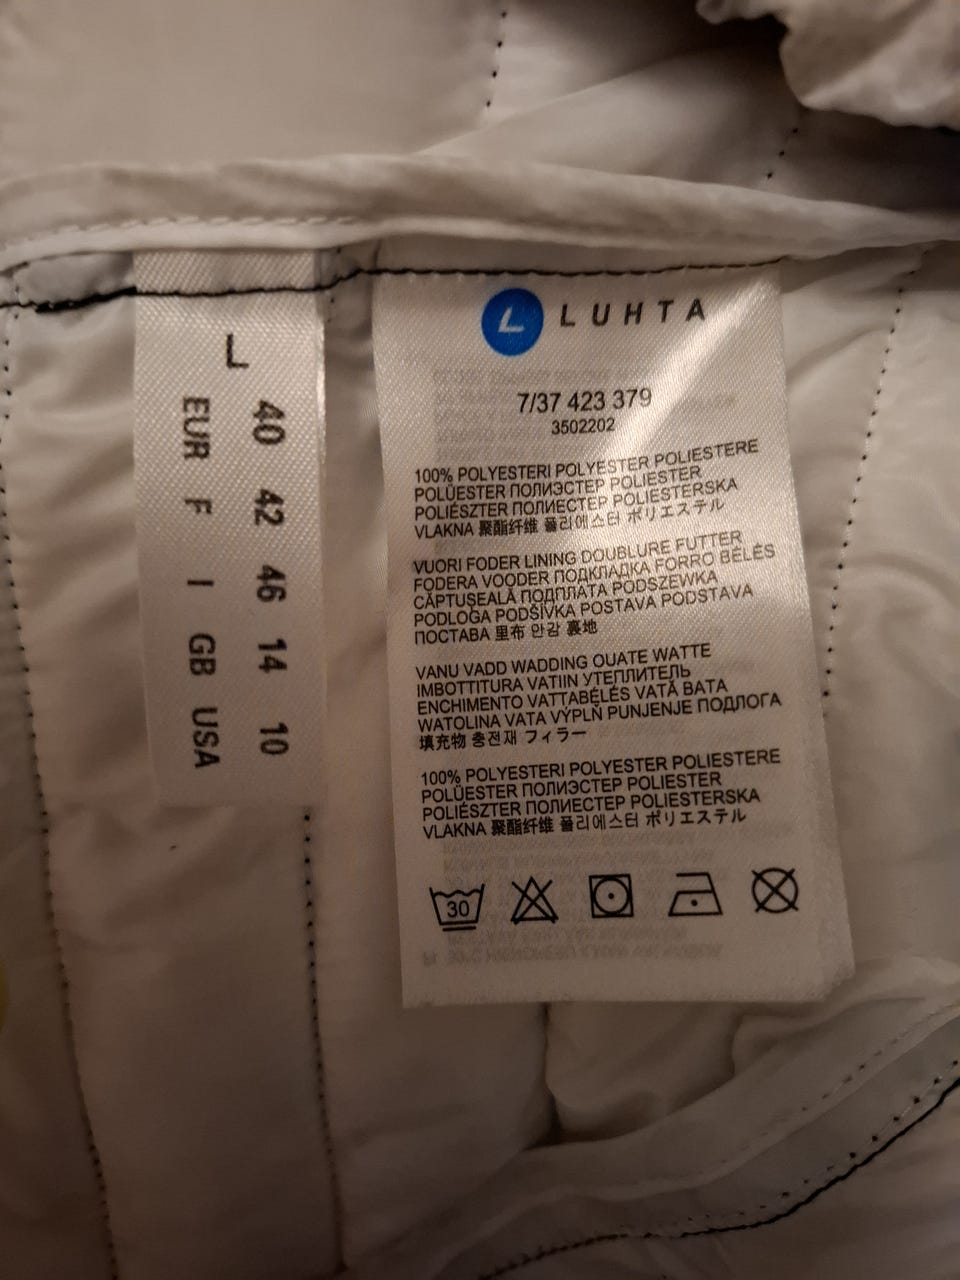 L
40 42 46 14 10
EUR F I GB USA
LUHTA
7/37 423 379
3502202
100% POLYESTERI POLYESTER POLIESTERE
POLÜESTER ПОЛИЭСТЕР POLIESTER
POLIÉSZTER ПОЛИЕСТЕР POLIESTERSKA
VLAKNA 聚酯纤维 폴리에스터 ポリエステル
VUORI FODER LINING DOUBLURE FUTTER
FODERA VOODER ПОДКЛАДКА FORRO BÉLÉS
CĂPTUȘEALĂ ПОДПЛАТА PODSZEWKA
PODLOGA PODŠÍVKA POSTAVA PODSTAVA
ПОСТАВА 里布 안감 裏地
VANU VADD WADDING OUATE WATTE
IMBOTTITURA VATIIN УТЕПЛИТЕЛЬ
ENCHIMENTO VATTABÉLÉS VATĂ ВАТА
WATOLINA VATA VÝPLŇ PUNJENJE ПОДЛОГА
填充物 충전재 フィラー
100% POLYESTERI POLYESTER POLIESTERE
POLÜESTER ПОЛИЭСТЕР POLIESTER
POLIÉSZTER ПОЛИЕСТЕР POLIESTERSKA
VLAKNA 聚酯纤维 폴리에스터 ポリエステル
30